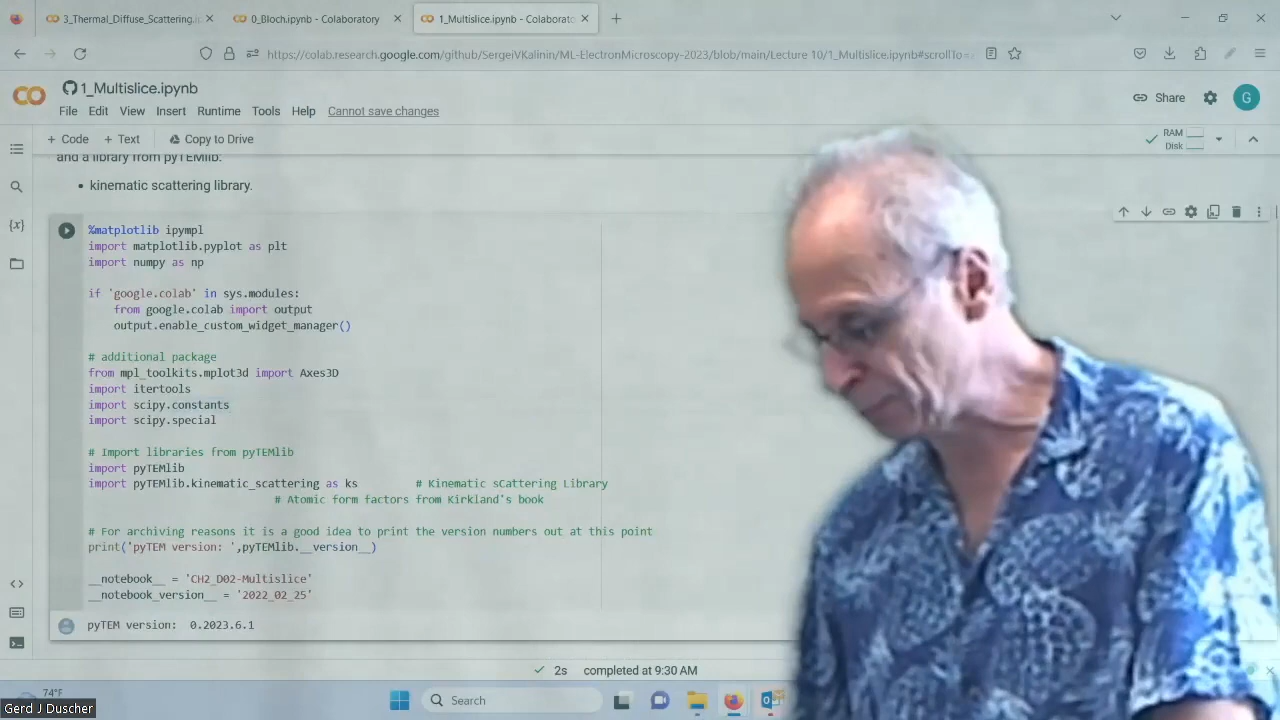 3_Thermal_Diffuse_Scattering.i
0_Bloch.ipynb - Colaboratory
1_Multislice.ipynb - Colaborato
https://colab.research.google.com/github/SergeiVKalinin/ML-ElectronMicroscopy-2023/blob/main/Lecture 10/1_Multislice.ipynb#scrollTo=
1_Multislice.ipynb
Share
G
File Edit View Insert Runtime Tools Help Cannot save changes
+ Code + Text Copy to Drive
RAM
Disk
and a library from pyTEMlib:
• kinematic scattering library.
{x}
%matplotlib ipympl
import matplotlib.pyplot as plt
import numpy as np
if 'google.colab' in sys.modules:
from google.colab import output
output.enable_custom_widget_manager()
# additional package
from mpl_toolkits.mplot3d import Axes3D
import itertools
import scipy.constants
import scipy.special
# Import libraries from pyTEMlib
import pyTEMlib
import pyTEMlib.kinematic_scattering as ks # Kinematic sCattering Library
# Atomic form factors from Kirkland's book
# For archiving reasons it is a good idea to print the version numbers out at this point
print('pyTEM version: ',pyTEMlib.__version__)
__notebook__ = 'CH2_D02-Multislice'
__notebook_version__ = '2022_02_25'
pyTEM version: 0.2023.6.1
2s completed at 9:30 AM
74°F
Search
Gerd J Duscher